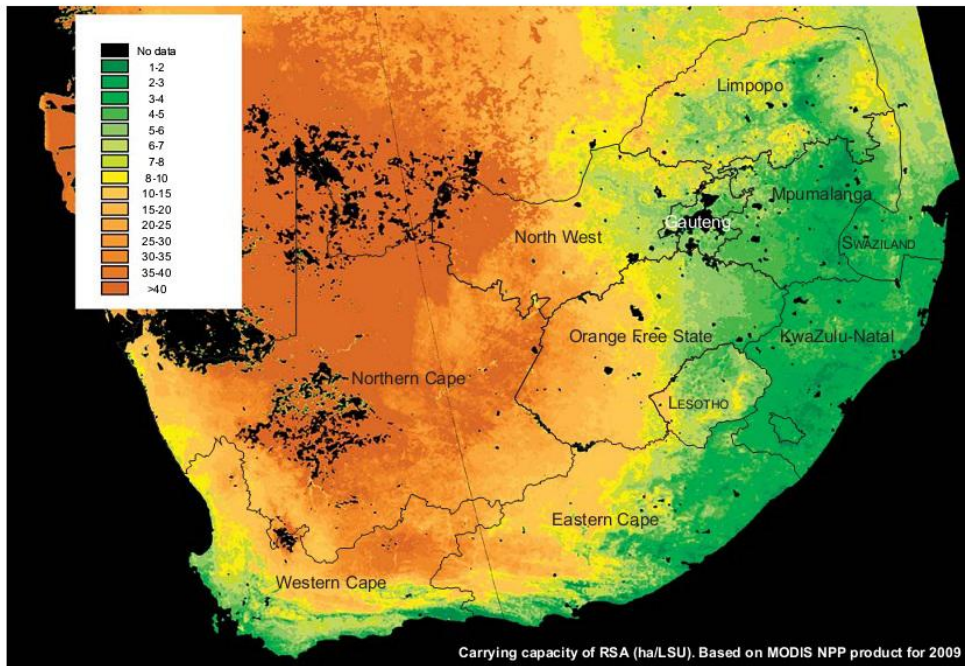 No data
1-2
2-3
3-4
4-5
5-6
6-7
7-8
8-10
10-15
15-20
20-25
25-30
30-35
35-40
>40
Limpopo
Mpumalanga
Gauteng
North West
SWAZILAND
Orange Free State
KwaZulu-Natal
Northern Cape
LESOTHO
Eastern Cape
Western Cape
Carrying capacity of RSA (ha/LSU). Based on MODIS NPP product for 2009